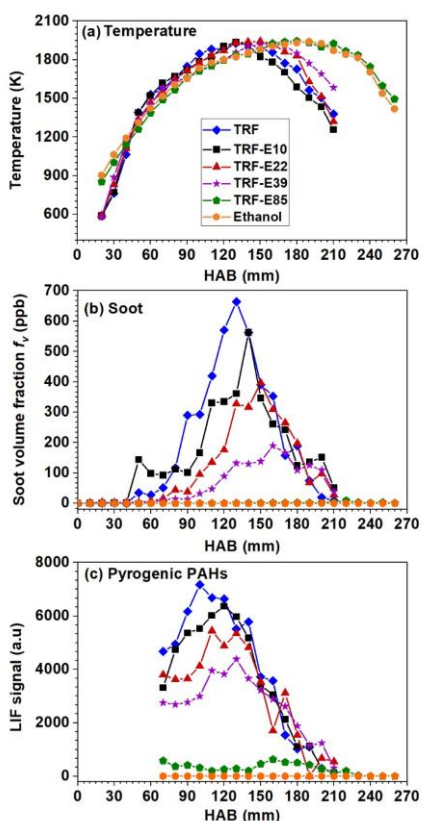 (a) Temperature
Temperature (K)
2100
1800
1500
1200
900
600
TRF
TRF-E10
TRF-E22
TRF-E39
TRF-E85
Ethanol
0 30 60 90 120 150 180 210 240 270
HAB (mm)
(b) Soot
Soot volume fraction fv (ppb)
700
600
500
400
300
200
100
0
0 30 60 90 120 150 180 210 240 270
HAB (mm)
(c) Pyrogenic PAHs
LIF signal (a.u)
8000
6000
4000
2000
0
0 30 60 90 120 150 180 210 240 270
HAB (mm)